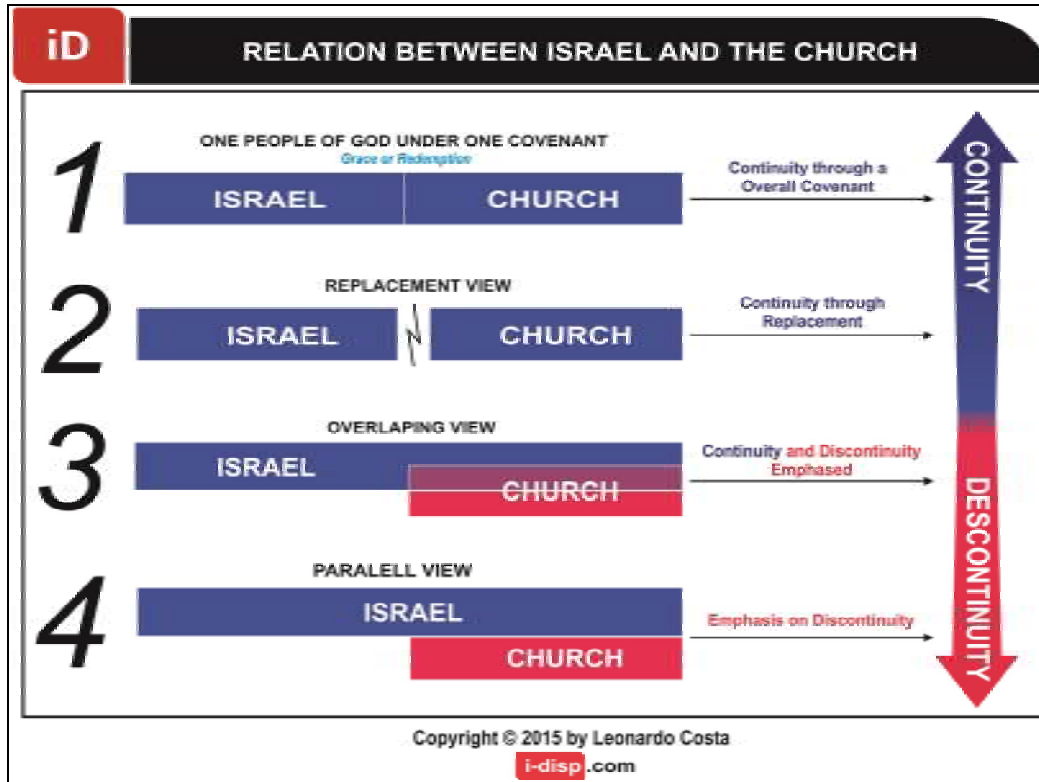 iD
RELATION BETWEEN ISRAEL AND THE CHURCH
1
ONE PEOPLE OF GOD UNDER ONE COVENANT
Grace or Redemption
ISRAEL CHURCH
Continuity through a
Overall Covenant
2
REPLACEMENT VIEW
ISRAEL CHURCH
Continuity through
Replacement
3
OVERLAPING VIEW
ISRAEL
CHURCH
Continuity and Discontinuity
Emphased
4
PARALELL VIEW
ISRAEL
CHURCH
Emphasis on Discontinuity
CONTINUITY
DESCONTINUITY
Copyright © 2015 by Leonardo Costa
i-disp.com